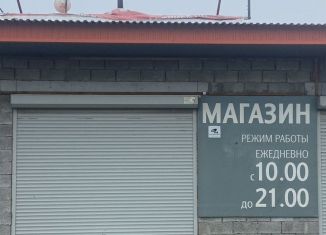 МАГАЗИН
РЕЖИМ РАБОТЫ
ЕЖЕДНЕВНО
с 10.00
до 21.00